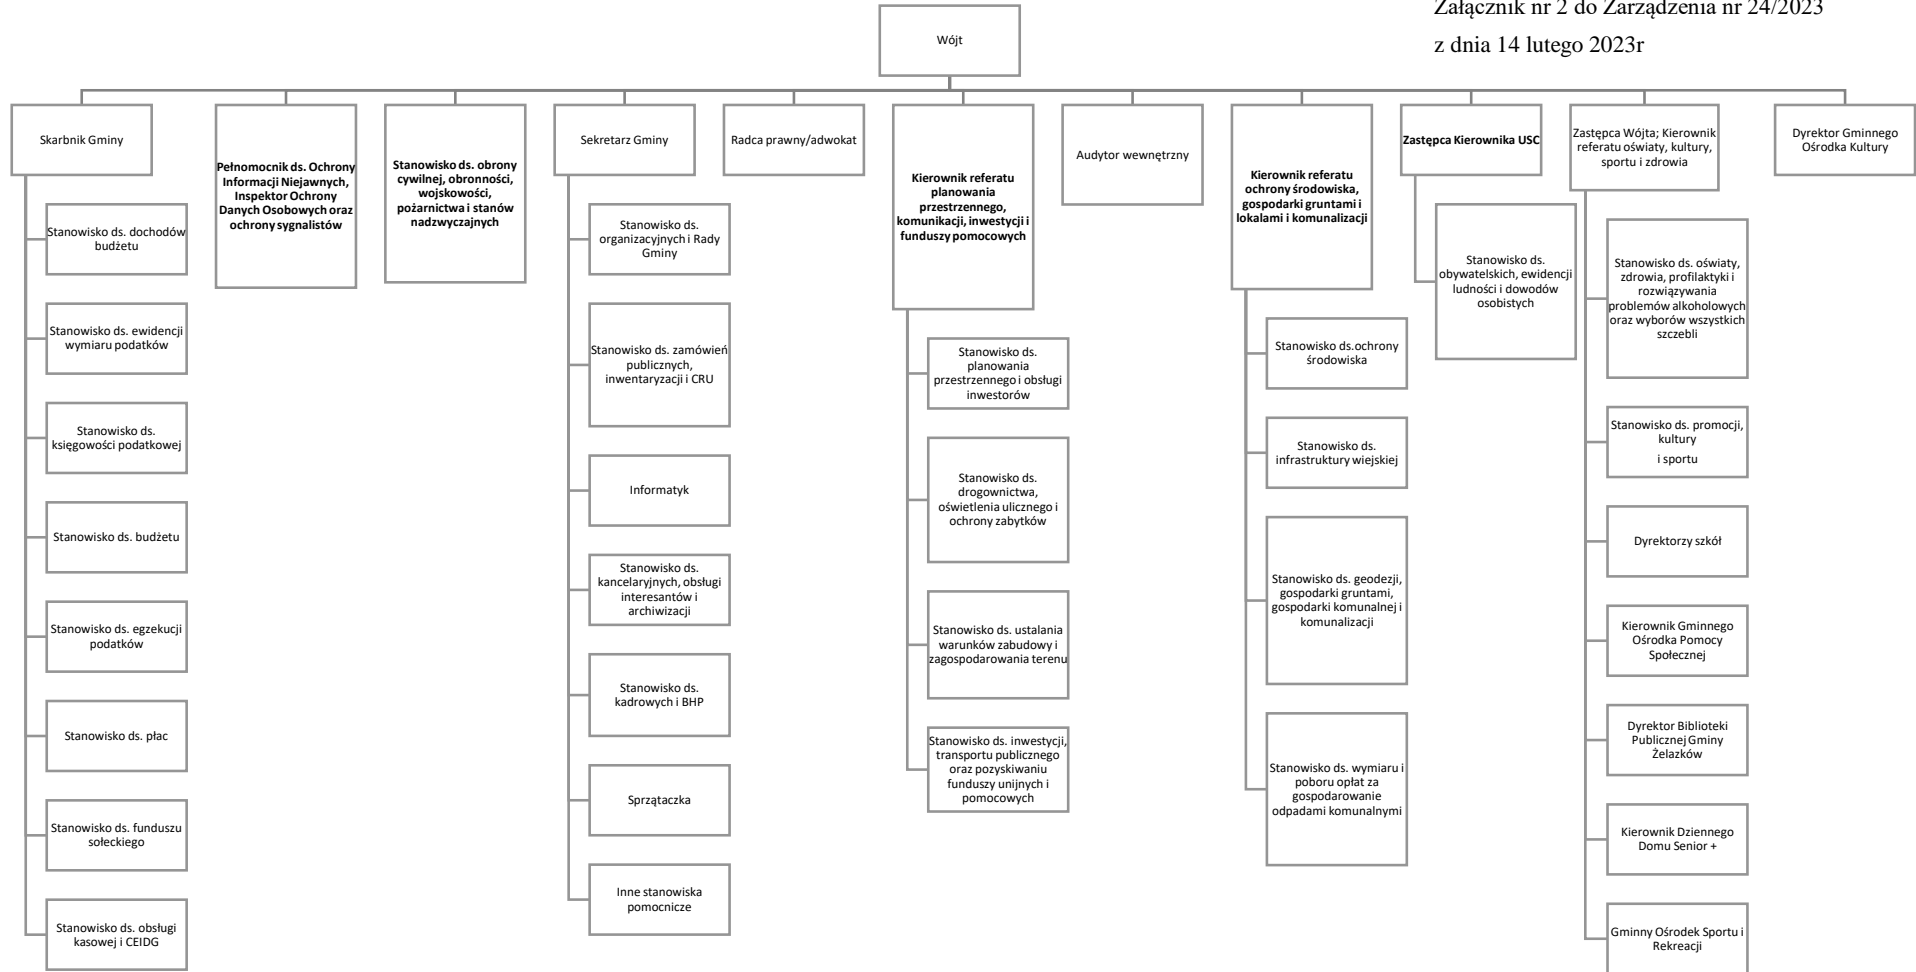 Załącznik nr 2 do Zarządzenia nr 24/2023
z dnia 14 lutego 2023r
Wójt
Skarbnik Gminy
Stanowisko ds. dochodów
budżetu
Stanowisko ds. ewidencji
wymiaru podatków
Stanowisko ds.
księgowości podatkowej
Stanowisko ds. budżetu
Stanowisko ds. egzekucji
podatków
Stanowisko ds. płac
Stanowisko ds. funduszu
sołeckiego
Stanowisko ds. obsługi
kasowej i CEIDG
Pełnomocnik ds. Ochrony
Informacji Niejawnych,
Inspektor Ochrony
Danych Osobowych oraz
ochrony sygnalistów
Stanowisko ds. obrony
cywilnej, obronności,
wojskowości,
pożarnictwa i stanów
nadzwyczajnych
Sekretarz Gminy
Stanowisko ds.
organizacyjnych i Rady
Gminy
Stanowisko ds. zamówień
publicznych,
inwentaryzacji i CRU
Informatyk
Stanowisko ds.
kancelaryjnych, obsługi
interesantów i
archiwizacji
Stanowisko ds.
kadrowych i BHP
Sprzątaczka
Inne stanowiska
pomocnicze
Radca prawny/adwokat
Kierownik referatu
planowania
przestrzennego,
komunikacji, inwestycji i
funduszy pomocowych
Stanowisko ds.
planowania
przestrzennego i obsługi
inwestorów
Stanowisko ds.
drogownictwa,
oświetlenia ulicznego i
ochrony zabytków
Stanowisko ds. ustalania
warunków zabudowy i
zagospodarowania terenu
Stanowisko ds. inwestycji,
transportu publicznego
oraz pozyskiwaniu
funduszy unijnych i
pomocowych
Audytor wewnętrzny
Kierownik referatu
ochrony środowiska,
gospodarki gruntami i
lokalami i komunalizacji
Stanowisko ds.ochrony
środowiska
Stanowisko ds.
infrastruktury wiejskiej
Stanowisko ds. geodezji,
gospodarki gruntami,
gospodarki komunalnej i
komunalizacji
Stanowisko ds. wymiaru i
poboru opłat za
gospodarowanie
odpadami komunalnymi
Zastępca Kierownika USC
Stanowisko ds.
obywatelskich, ewidencji
ludności i dowodów
osobistych
Zastępca Wójta; Kierownik
referatu oświaty, kultury,
sportu i zdrowia
Stanowisko ds. oświaty,
zdrowia, profilaktyki i
rozwiązywania
problemów alkoholowych
oraz wyborów wszystkich
szczebli
Stanowisko ds. promocji,
kultury
i sportu
Dyrektorzy szkół
Kierownik Gminnego
Ośrodka Pomocy
Społecznej
Dyrektor Biblioteki
Publicznej Gminy
Żelazków
Kierownik Dziennego
Domu Senior +
Gminny Ośrodek Sportu i
Rekreacji
Dyrektor Gminnego
Ośrodka Kultury